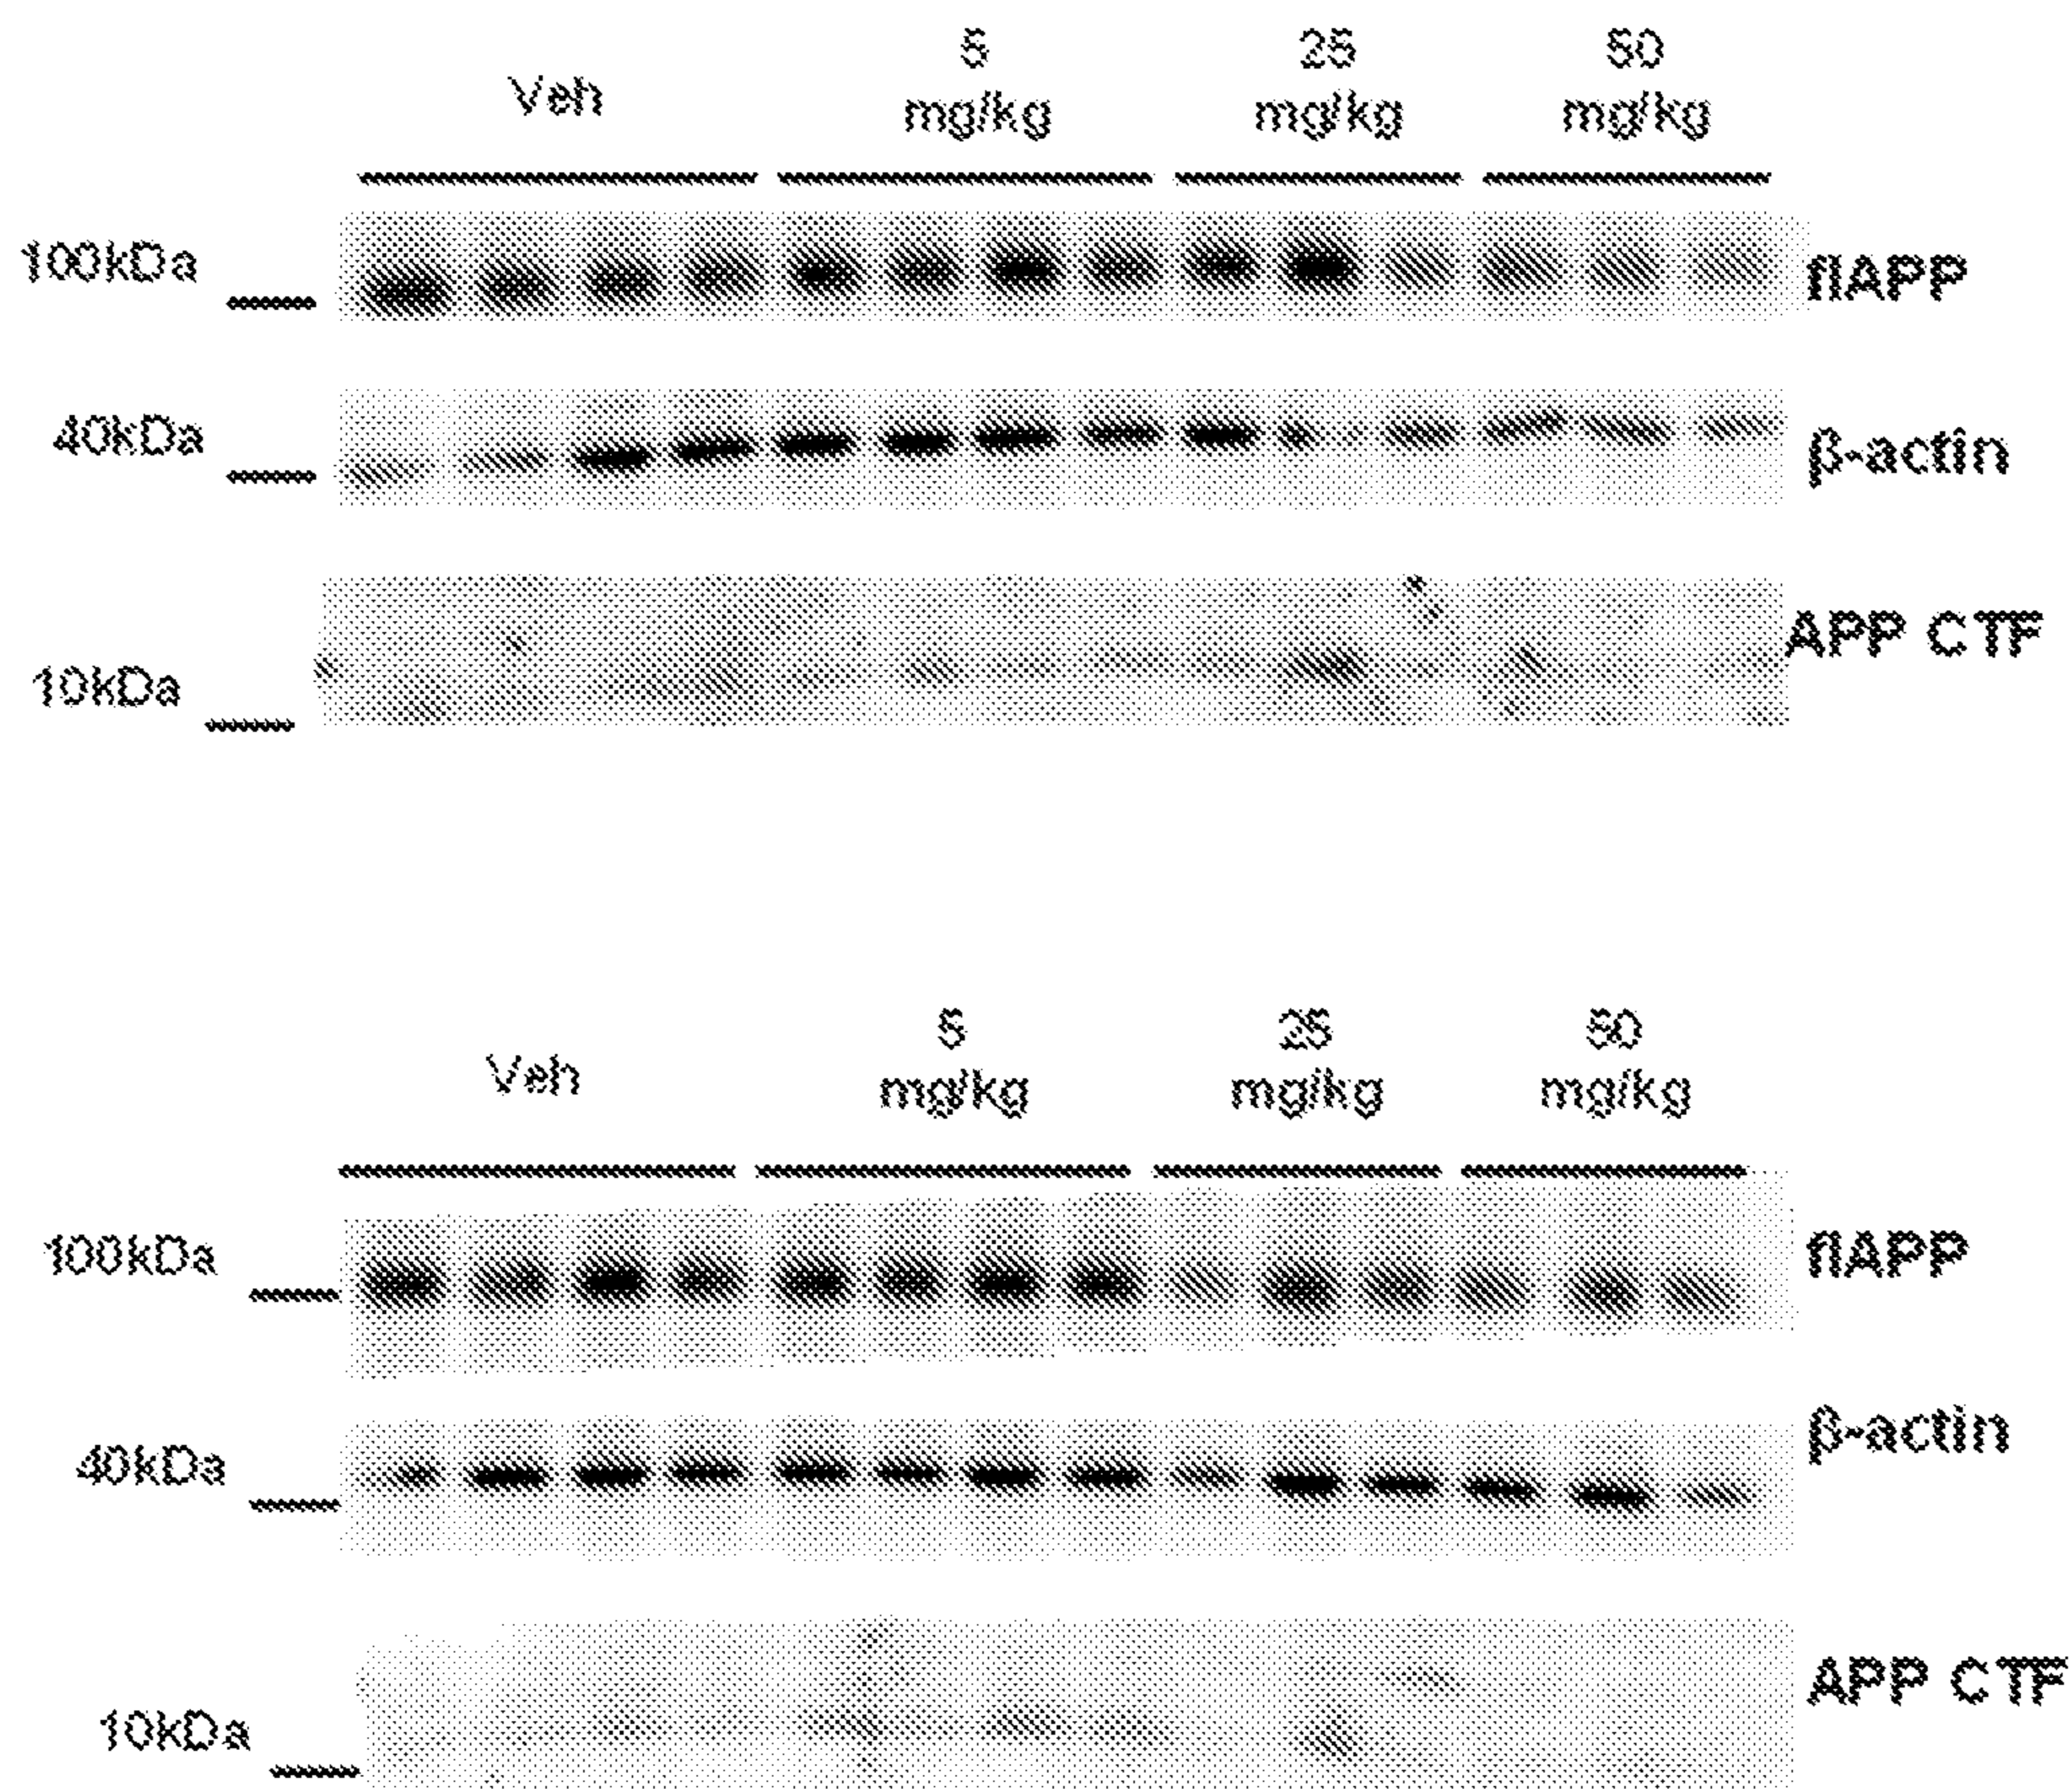 Veh
5
mg/kg
25
mg/kg
50
mg/kg
100kDa
flAPP
40kDa
β-actin
10kDa
APP CTF
Veh
5
mg/kg
25
mg/kg
50
mg/kg
100kDa
flAPP
40kDa
β-actin
10kDa
APP CTF